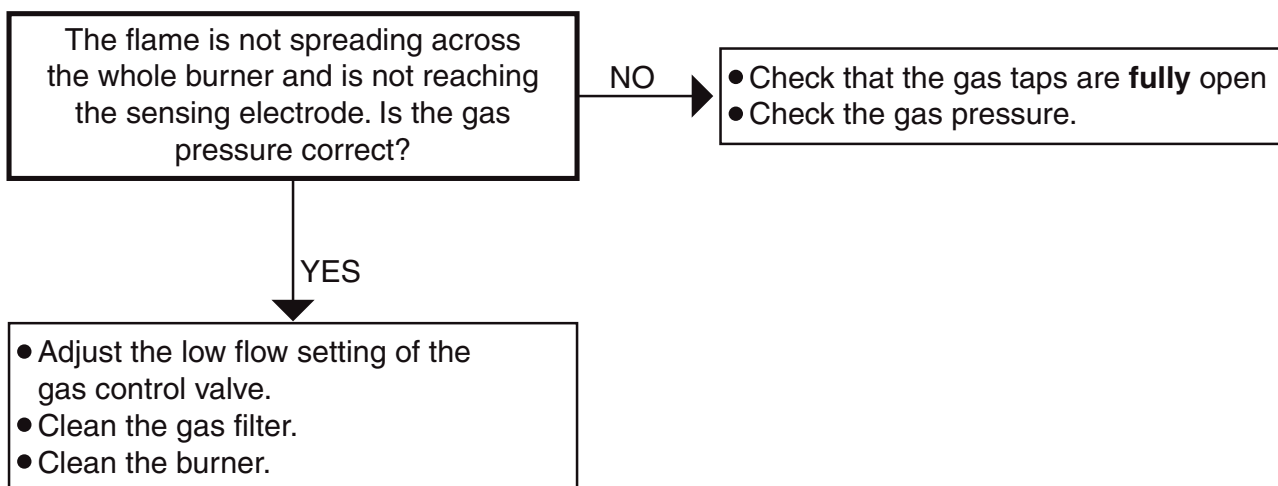 The flame is not spreading across
the whole burner and is not reaching
the sensing electrode. Is the gas
pressure correct?
NO
• Check that the gas taps are fully open
• Check the gas pressure.
YES
• Adjust the low flow setting of the
gas control valve.
• Clean the gas filter.
• Clean the burner.